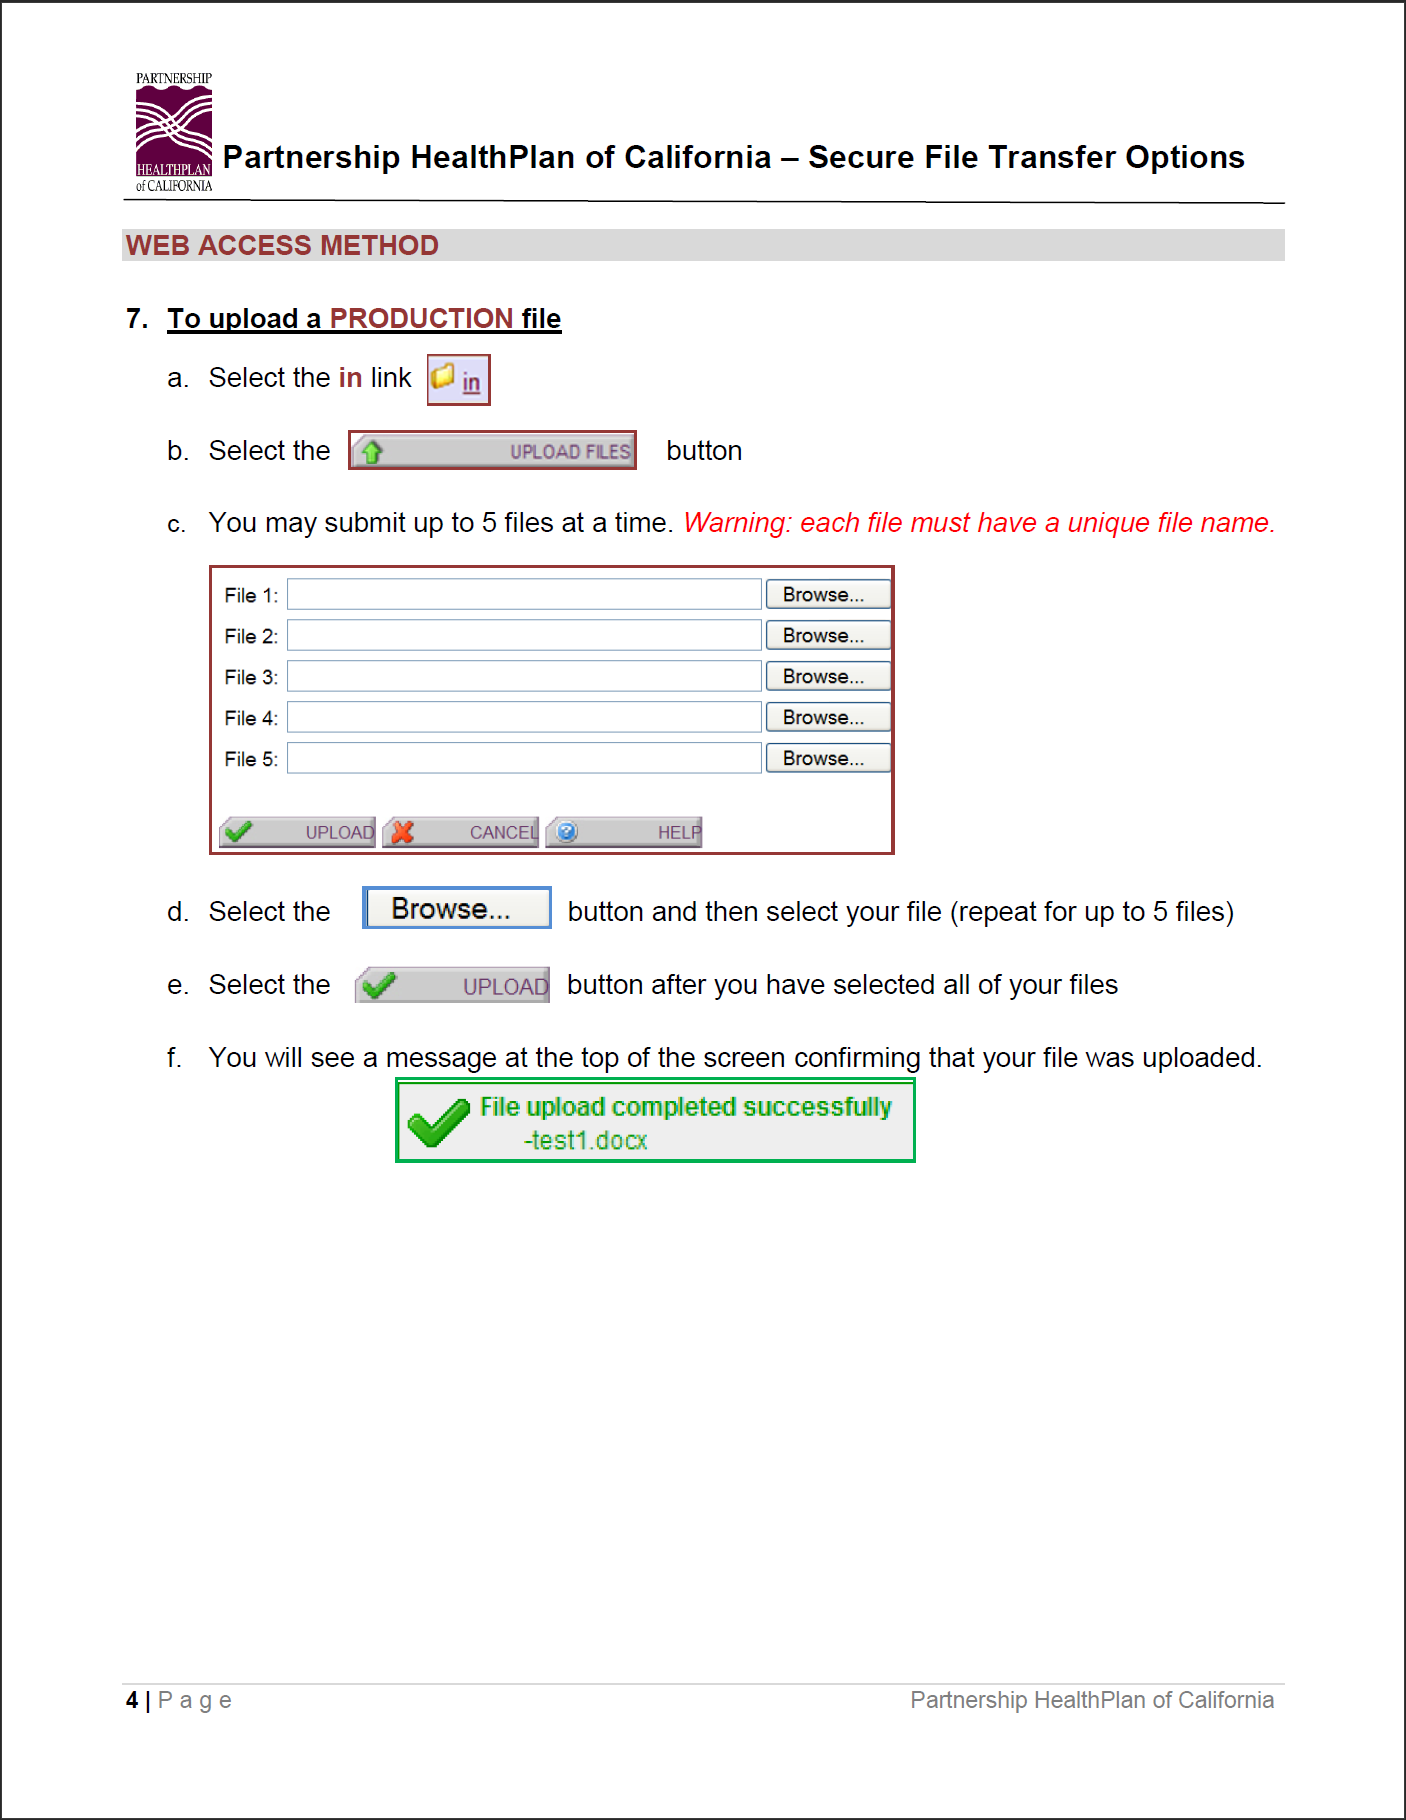 PARTNERSHIP
HEALTHPLAN
of CALIFORNIA
Partnership HealthPlan of California – Secure File Transfer Options
WEB ACCESS METHOD
7. To upload a PRODUCTION file
a. Select the in link in
b. Select the UPLOAD FILES button
c. You may submit up to 5 files at a time. Warning: each file must have a unique file name.
File 1: Browse...
File 2: Browse...
File 3: Browse...
File 4: Browse...
File 5: Browse...
UPLOAD CANCEL HELP
d. Select the Browse... button and then select your file (repeat for up to 5 files)
e. Select the UPLOAD button after you have selected all of your files
f. You will see a message at the top of the screen confirming that your file was uploaded.
File upload completed successfully
-test1.docx
4 | P a g e Partnership HealthPlan of California